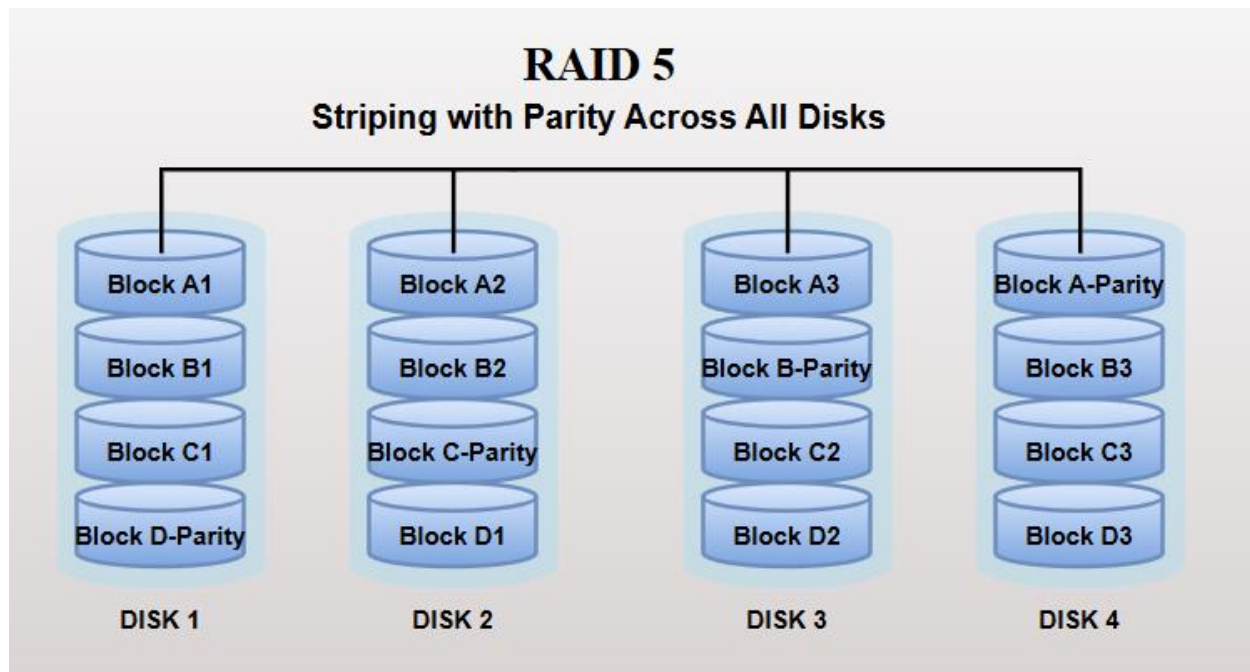 RAID 5
Striping with Parity Across All Disks
Block A1
Block A2
Block A3
Block A-Parity
Block B1
Block B2
Block B-Parity
Block B3
Block C1
Block C-Parity
Block C2
Block C3
Block D-Parity
Block D1
Block D2
Block D3
DISK 1
DISK 2
DISK 3
DISK 4